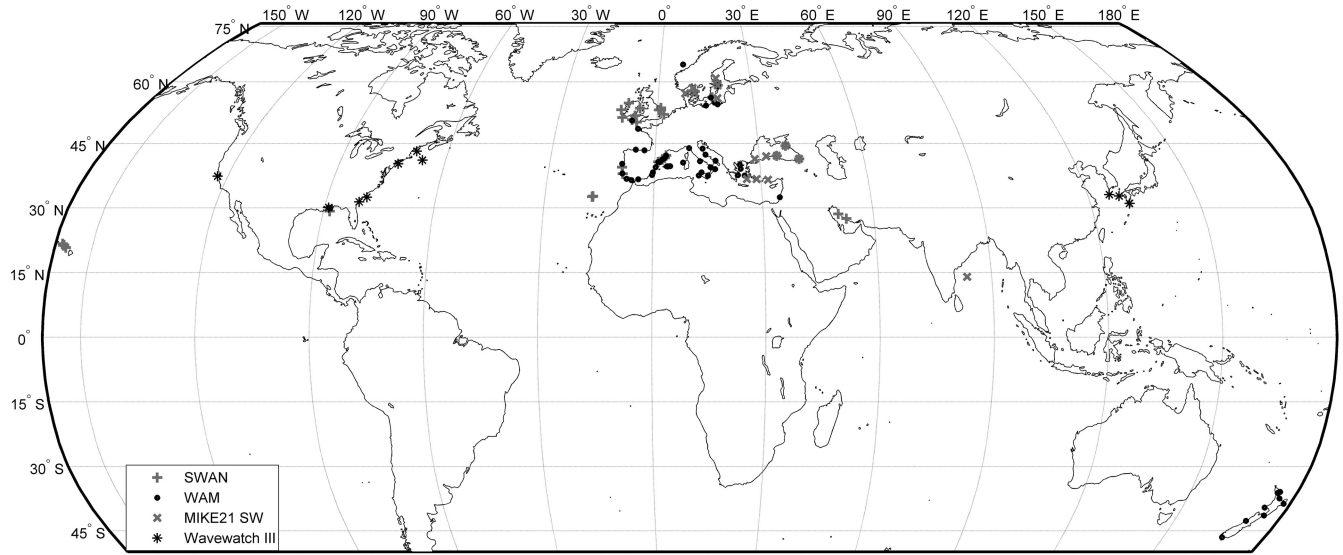 150° W 120° W 90° W 60° W 30° W 0° 30° E 60° E 90° E 120° E 150° E 180° E
75° N
60° N
45° N
30° N
15° N
0°
15° S
30° S
45° S
SWAN
WAM
MIKE21 SW
Wavewatch III